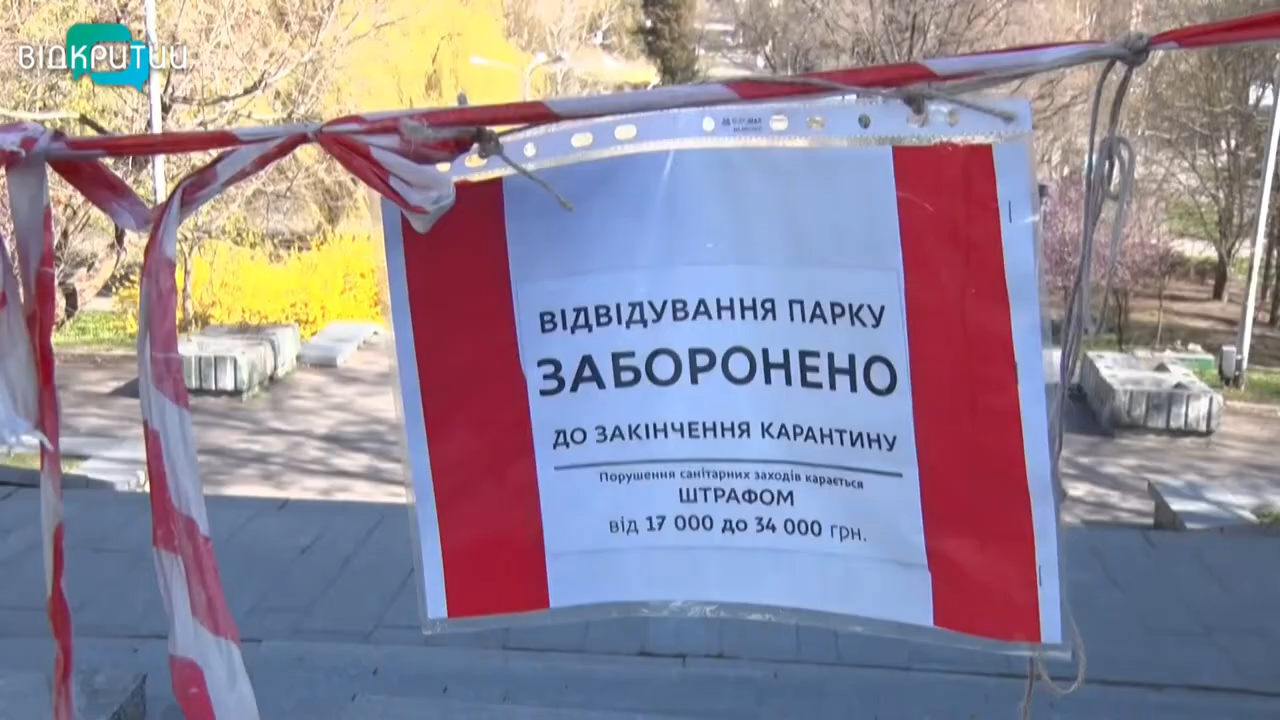 ВІДКРИТИЙ
ВІДВІДУВАННЯ ПАРКУ
ЗАБОРОНЕНО
ДО ЗАКІНЧЕННЯ КАРАНТИНУ
Порушення санітарних заходів карається
ШТРАФОМ
від 17 000 до 34 000 грн.